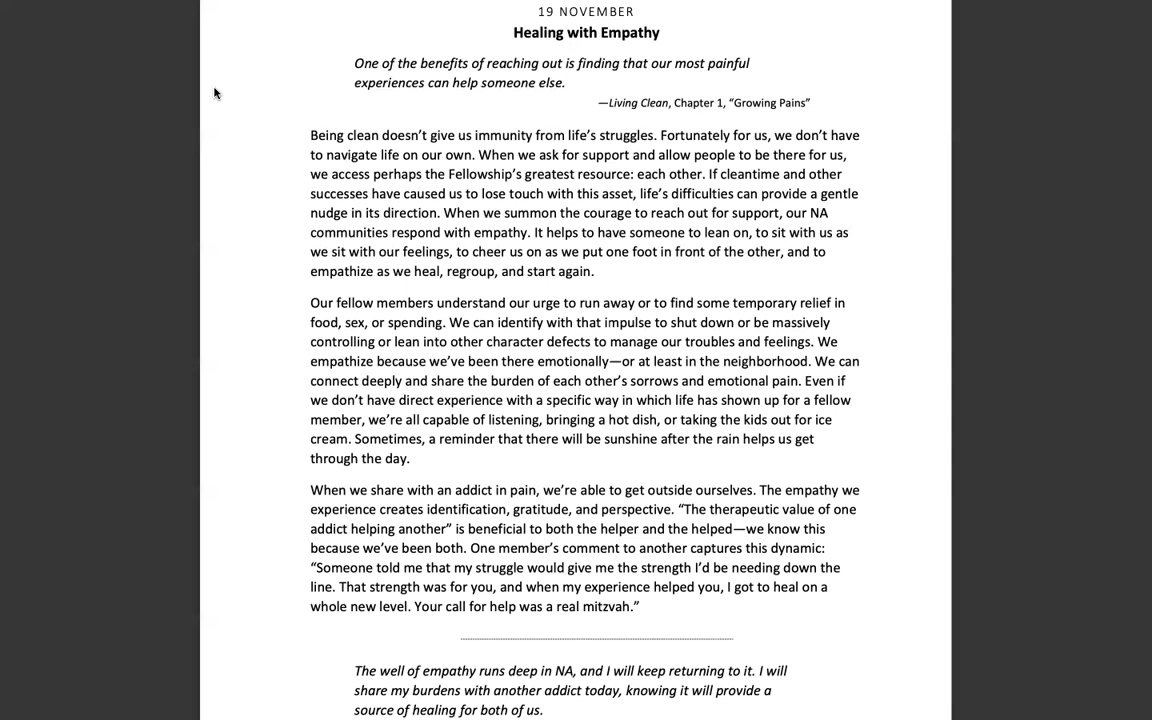 19 NOVEMBER
Healing with Empathy
One of the benefits of reaching out is finding that our most painful
experiences can help someone else.
—Living Clean, Chapter 1, “Growing Pains”
Being clean doesn’t give us immunity from life’s struggles. Fortunately for us, we don’t have
to navigate life on our own. When we ask for support and allow people to be there for us,
we access perhaps the Fellowship’s greatest resource: each other. If cleantime and other
successes have caused us to lose touch with this asset, life’s difficulties can provide a gentle
nudge in its direction. When we summon the courage to reach out for support, our NA
communities respond with empathy. It helps to have someone to lean on, to sit with us as
we sit with our feelings, to cheer us on as we put one foot in front of the other, and to
empathize as we heal, regroup, and start again.
Our fellow members understand our urge to run away or to find some temporary relief in
food, sex, or spending. We can identify with that impulse to shut down or be massively
controlling or lean into other character defects to manage our troubles and feelings. We
empathize because we’ve been there emotionally—or at least in the neighborhood. We can
connect deeply and share the burden of each other’s sorrows and emotional pain. Even if
we don’t have direct experience with a specific way in which life has shown up for a fellow
member, we’re all capable of listening, bringing a hot dish, or taking the kids out for ice
cream. Sometimes, a reminder that there will be sunshine after the rain helps us get
through the day.
When we share with an addict in pain, we’re able to get outside ourselves. The empathy we
experience creates identification, gratitude, and perspective. “The therapeutic value of one
addict helping another” is beneficial to both the helper and the helped—we know this
because we’ve been both. One member’s comment to another captures this dynamic:
“Someone told me that my struggle would give me the strength I’d be needing down the
line. That strength was for you, and when my experience helped you, I got to heal on a
whole new level. Your call for help was a real mitzvah.”
The well of empathy runs deep in NA, and I will keep returning to it. I will
share my burdens with another addict today, knowing it will provide a
source of healing for both of us.